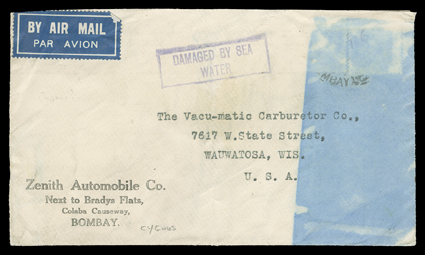 BY AIR MAIL
PAR AVION
DAMAGED BY SEA
WATER
The Vacu-matic Carburetor Co.,
7617 W.State Street,
WAUWATOSA, WIS.
U. S. A.
Zenith Automobile Co.
Next to Bradys Flats,
Colaba Causeway,
BOMBAY.
CYGNUS